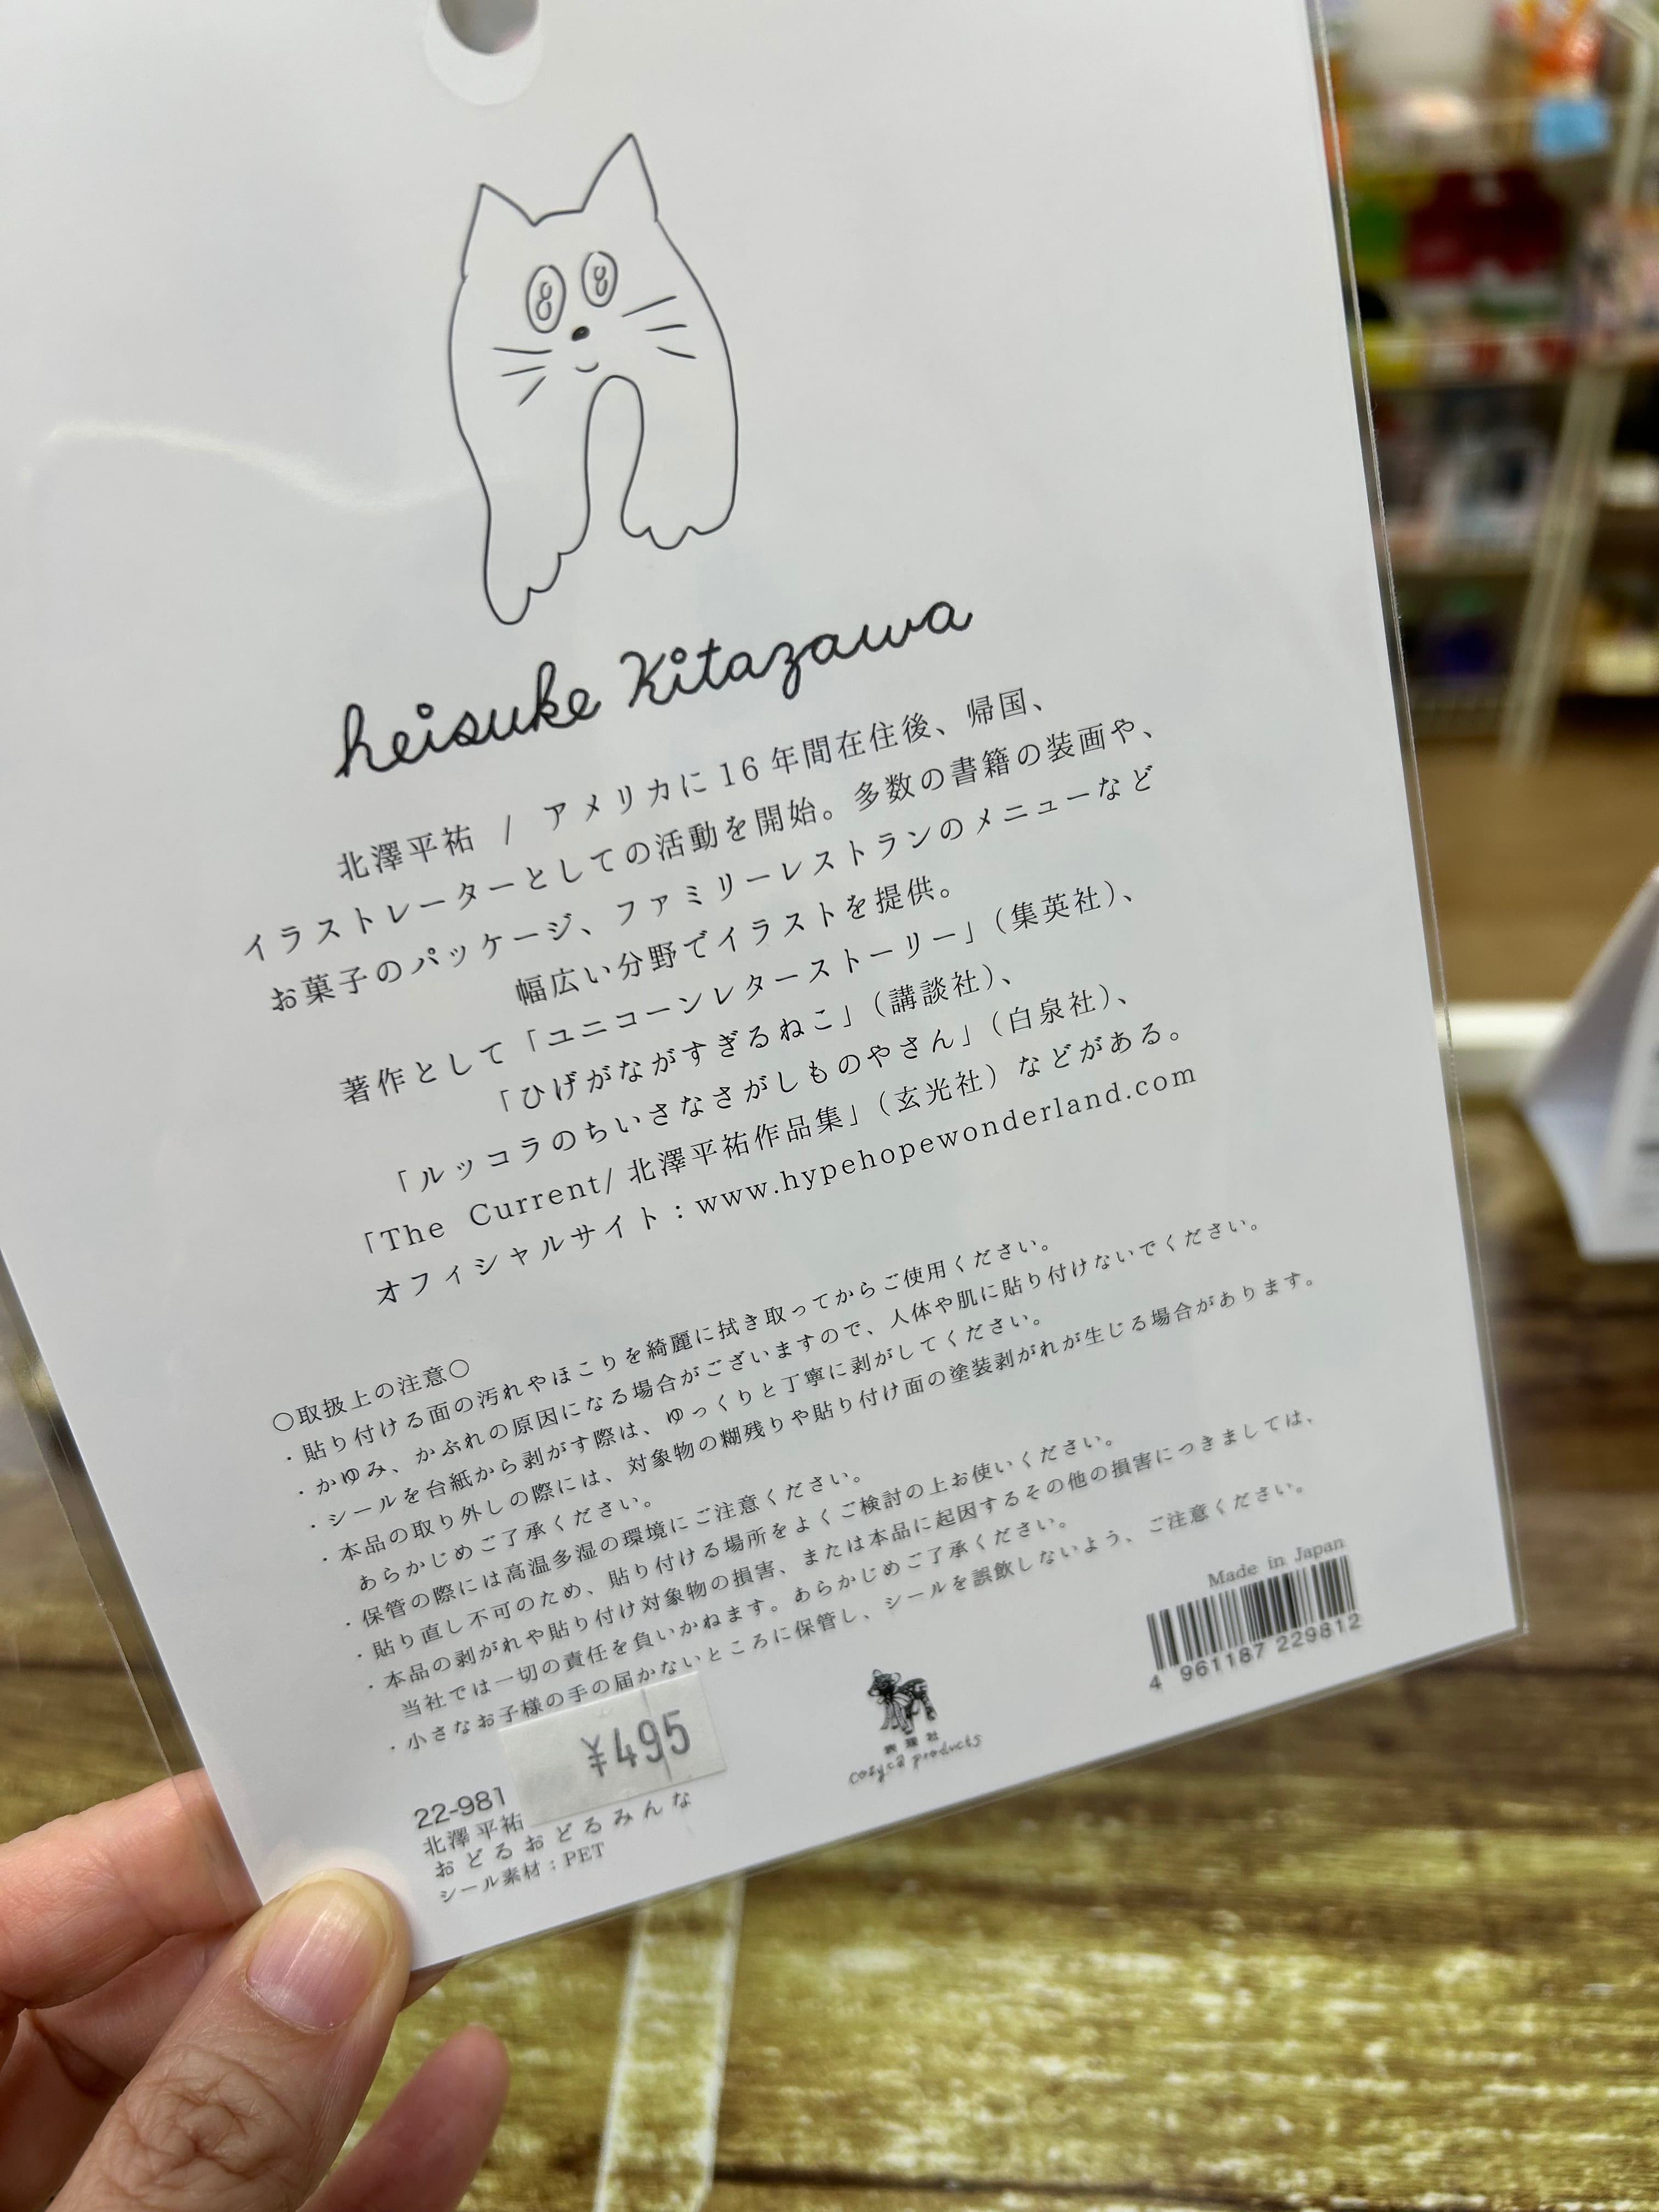 heisuke Kitazawa
北澤平祐 / アメリカに16年間在住後、帰国、
イラストレーターとしての活動を開始。多数の書籍の装画や、
お菓子のパッケージ、ファミリーレストランのメニューなど
幅広い分野でイラストを提供。
著作として「ユニコーンレターストーリー」（集英社）、
「ひげがながすぎるねこ」（講談社）、
「ルッコラのちいさなさがしものやさん」（白泉社）、
「The Current/ 北澤平祐作品集」（玄光社）などがある。
オフィシャルサイト：www.hypehopewonderland.com
○取扱上の注意○
・貼り付ける面の汚れやほこりを綺麗に拭き取ってからご使用ください。
・かゆみ、かぶれの原因になる場合がございますので、人体や肌に貼り付けないでください。
・シールを台紙から剥がす際は、ゆっくりと丁寧に剥がしてください。
・本品の取り外しの際には、対象物の糊残りや貼り付け面の塗装剥がれが生じる場合があります。
あらかじめご了承ください。
・保管の際には高温多湿の環境にご注意ください。
・貼り直し不可のため、貼り付ける場所をよくご検討の上お使いください。
・本品の剥がれや貼り付け対象物の損害、または本品に起因するその他の損害につきましては、
当社では一切の責任を負いかねます。あらかじめご了承ください。
・小さなお子様の手の届かないところに保管し、シールを誤飲しないよう、ご注意ください。
¥495
22-981
北澤平祐
おどるおどるみんな
シール素材：PET
表現社
cozyca products
Made in Japan
4 961187 229812